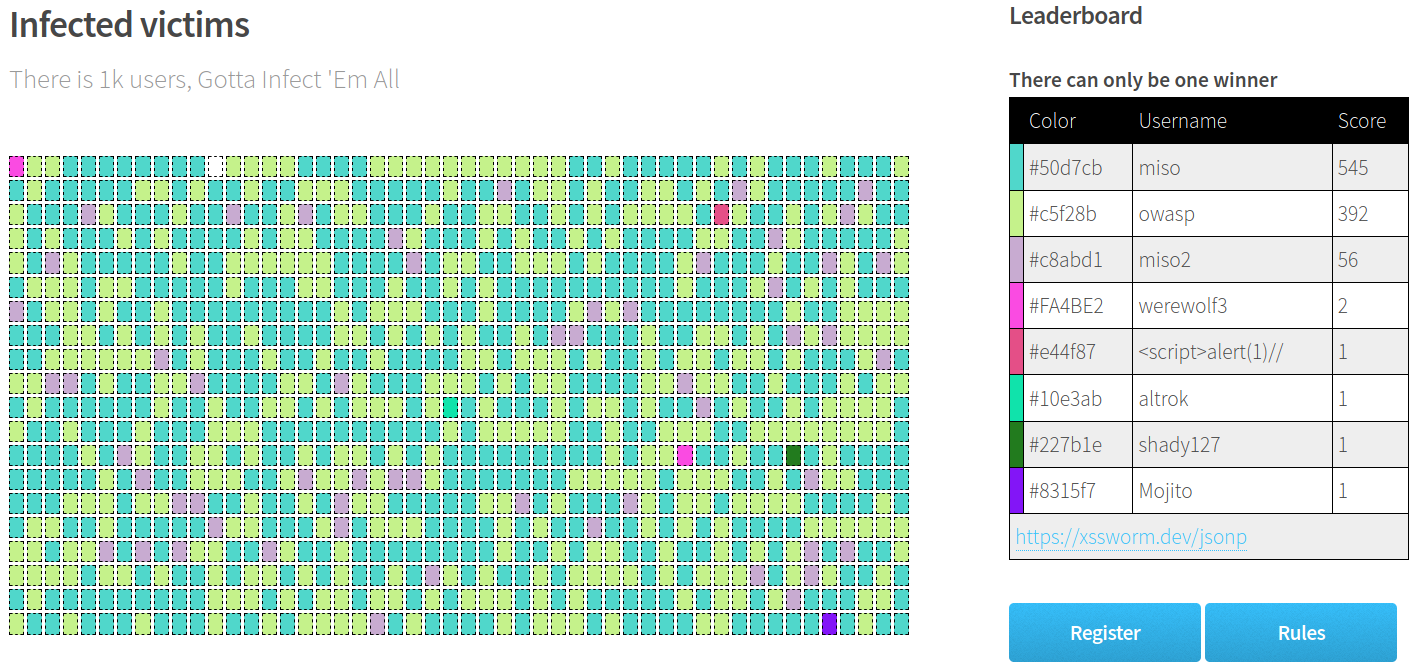 Infected victims
There is 1k users, Gotta Infect 'Em All
Leaderboard
There can only be one winner
Color Username Score
#50d7cb miso 545
#c5f28b owasp 392
#c8abd1 miso2 56
#FA4BE2 werewolf3 2
#e44f87 <script>alert(1)// 1
#10e3ab altrok 1
#227b1e shady127 1
#8315f7 Mojito 1
https://xssworm.dev/jsonp
Register Rules